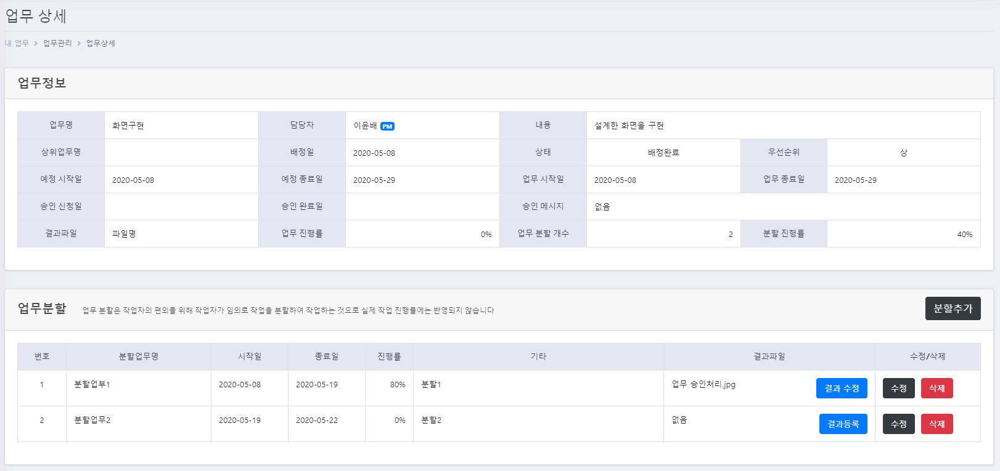 업무 상세
내 업무 > 업무관리 > 업무상세
업무정보
업무명 화면구현 담당자 이윤배 PM 내용 설계한 화면을 구현
상위업무명 배정일 2020-05-08 상태 배정완료 우선순위 상
예정 시작일 2020-05-08 예정 종료일 2020-05-29 업무 시작일 2020-05-08 업무 종료일 2020-05-29
승인 신청일 승인 완료일 승인 메시지 없음
결과파일 파일명 업무 진행률 0% 업무 분할 개수 2 분할 진행률 40%
업무분할 업무 분할은 작업자의 편의를 위해 작업자가 임의로 작업을 분할하여 작업하는 것으로 실제 작업 진행률에는 반영되지 않습니다 분할추가
번호 분할업무명 시작일 종료일 진행률 기타 결과파일 수정/삭제
1 분할업부1 2020-05-08 2020-05-19 80% 분할1 업무 승인처리.jpg 결과 수정 수정 삭제
2 분할업무2 2020-05-19 2020-05-22 0% 분할2 없음 결과등록 수정 삭제